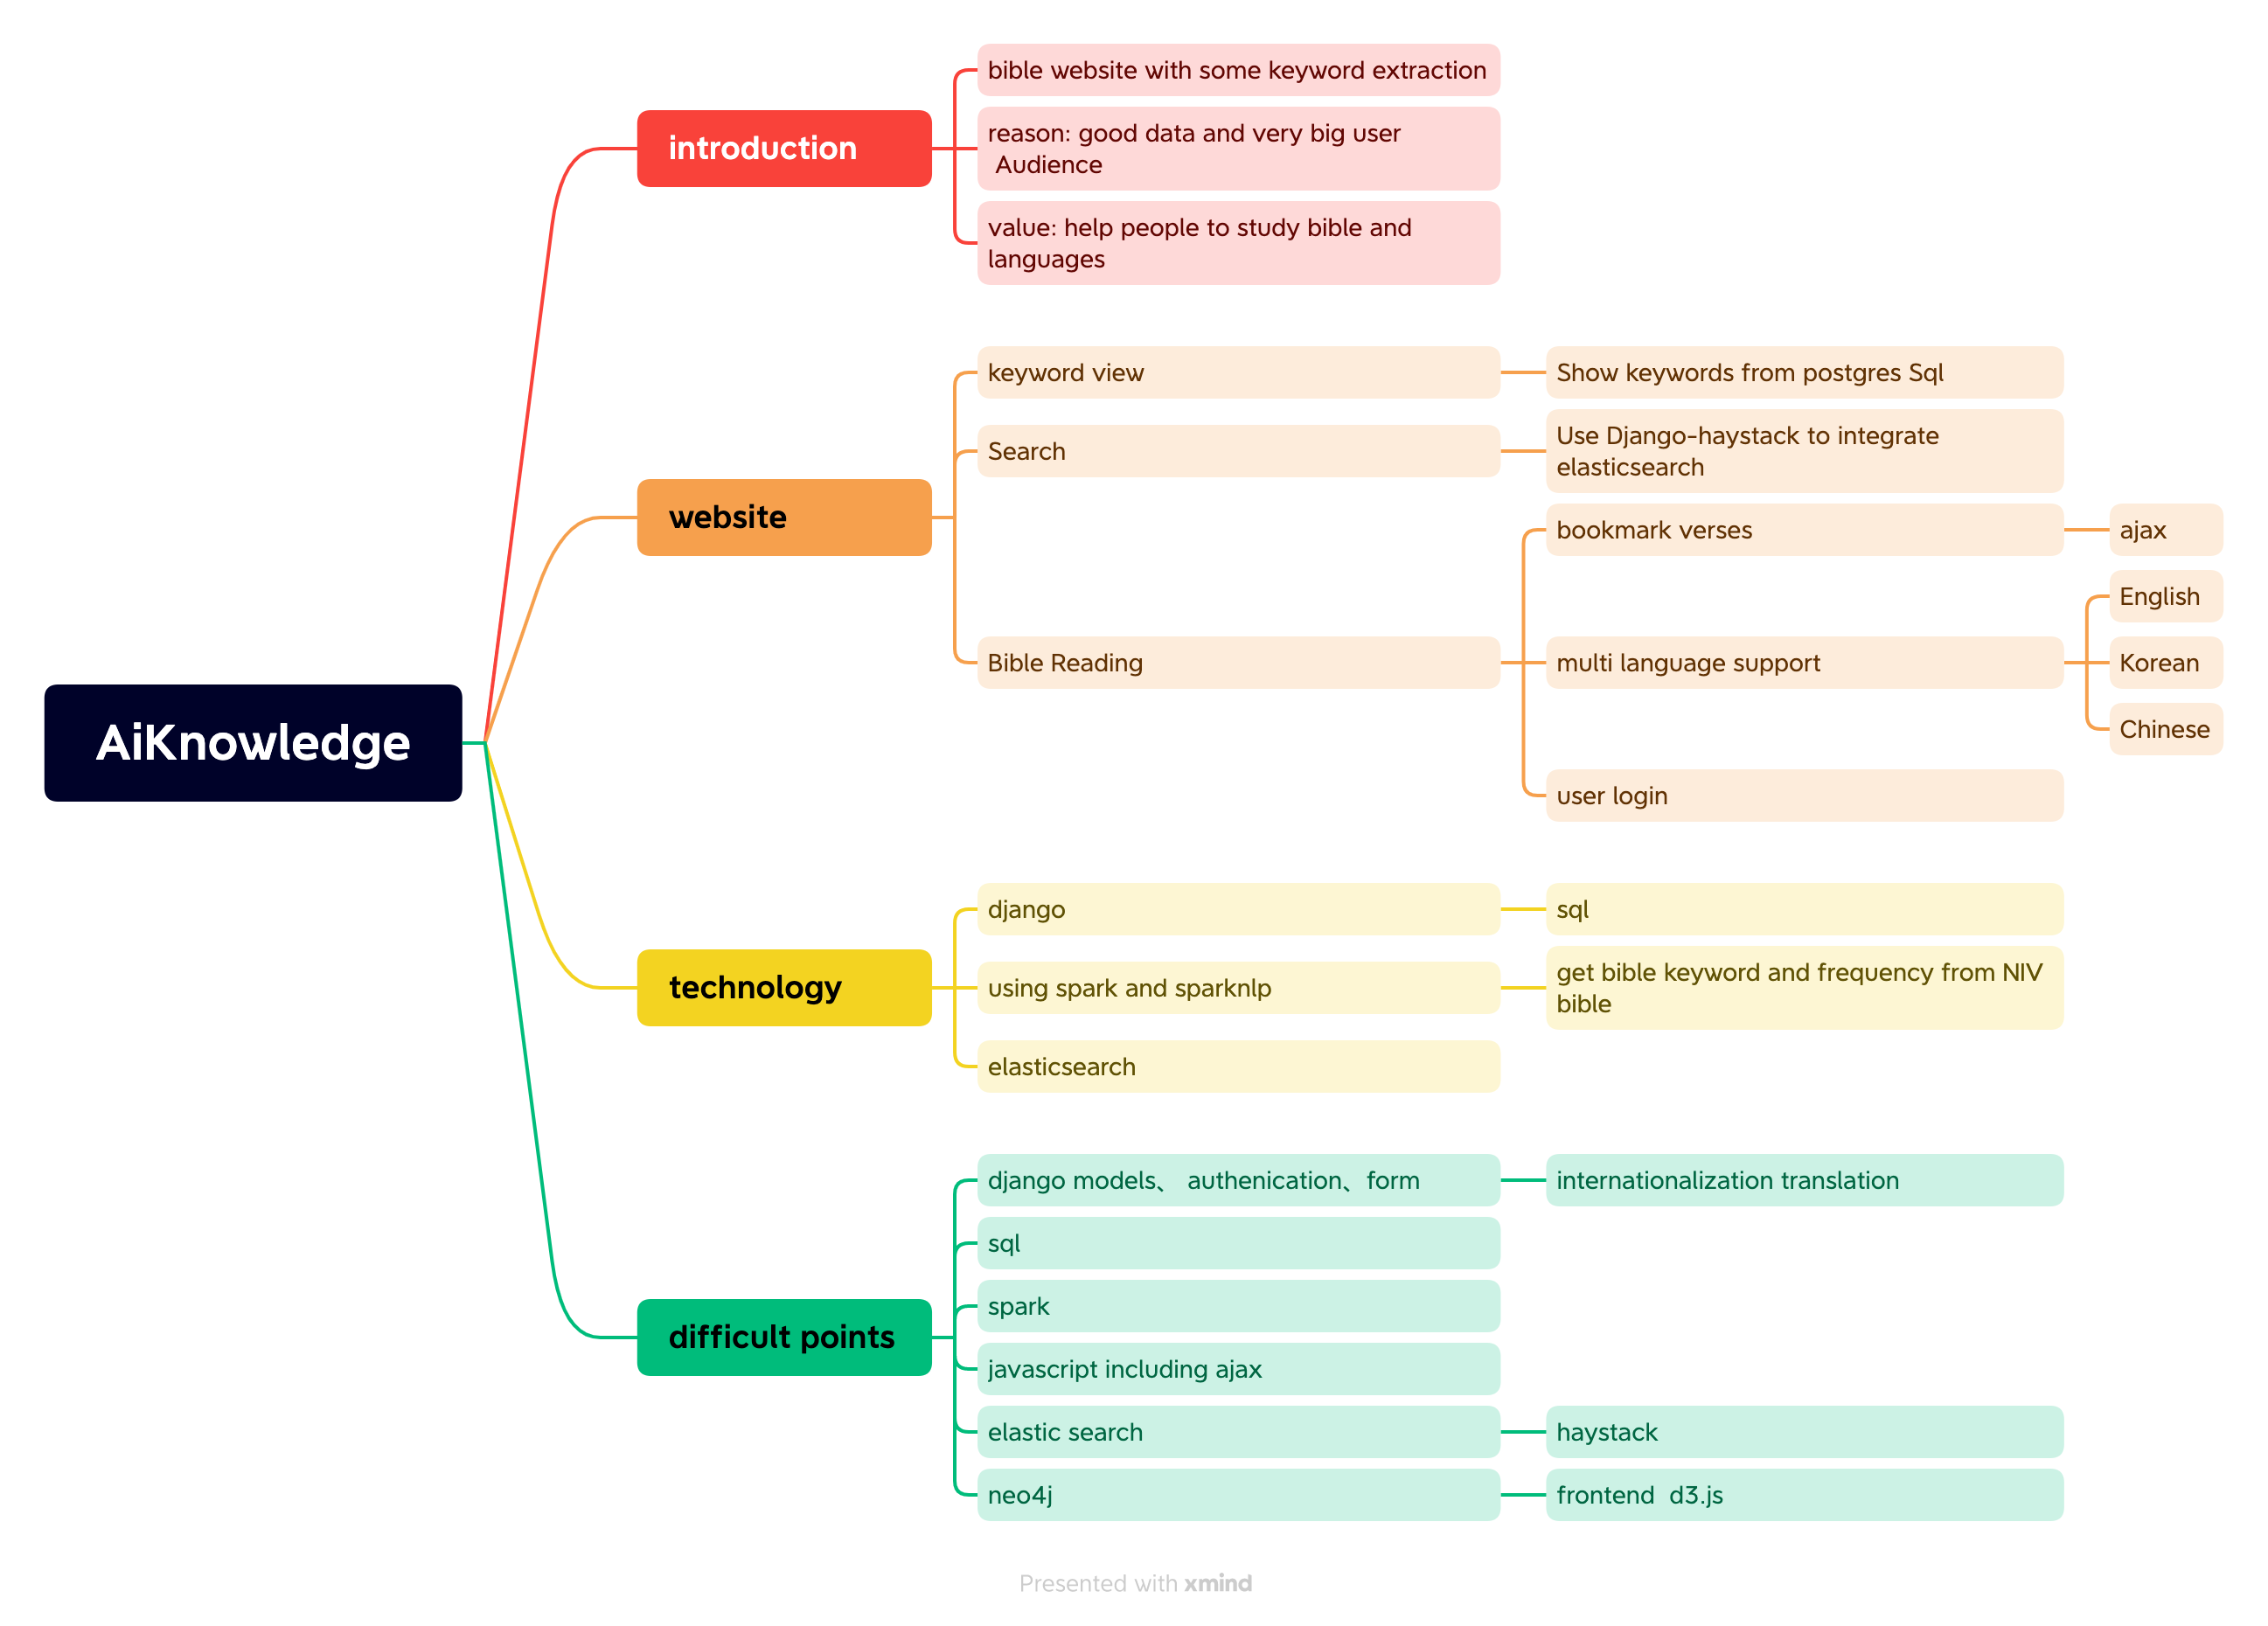 AiKnowledge
introduction
bible website with some keyword extraction
reason: good data and very big user
Audience
value: help people to study bible and
languages
website
keyword view
Show keywords from postgres Sql
Search
Use Django-haystack to integrate
elasticsearch
Bible Reading
bookmark verses
ajax
multi language support
English
Korean
Chinese
user login
technology
django
sql
using spark and sparknlp
get bible keyword and frequency from NIV
bible
elasticsearch
difficult points
django models、 authenication、form
internationalization translation
sql
spark
javascript including ajax
elastic search
haystack
neo4j
frontend  d3.js
Presented with xmind